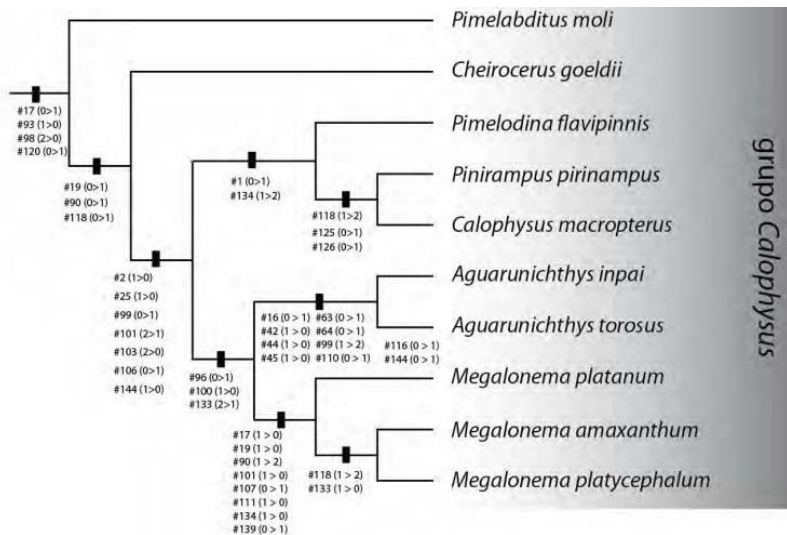 Pimelabditus moli
Cheirocerus goeldii
Pimelodina flavipinnis
Pinirampus pirinampus
Calophysus macropterus
Aguarunichthys inpai
Aguarunichthys torosus
Megalonema platanum
Megalonema amaxanthum
Megalonema platycephalum
grupo Calophysus
#17 (0>1)
#93 (1>0)
#98 (2>0)
#120 (0>1)
#19 (0>1)
#90 (0>1)
#118 (0>1)
#2 (1>0)
#25 (1>0)
#99 (0>1)
#101 (2>1)
#103 (2>0)
#106 (0>1)
#144 (1>0)
#1 (0>1)
#134 (1>2)
#118 (1>2)
#125 (0>1)
#126 (0>1)
#96 (0>1)
#100 (1>0)
#133 (2>1)
#16 (0 > 1) #63 (0 > 1)
#42 (1 > 0) #64 (0 > 1)
#44 (1 > 0) #99 (1 > 2)
#45 (1 > 0) #110 (0 > 1)
#116 (0 > 1)
#144 (0 > 1)
#17 (1 > 0)
#19 (1 > 0)
#90 (1 > 2)
#101 (1 > 0)
#107 (0 > 1)
#111 (1 > 0)
#134 (1 > 0)
#139 (0 > 1)
#118 (1 > 2)
#133 (1 > 0)